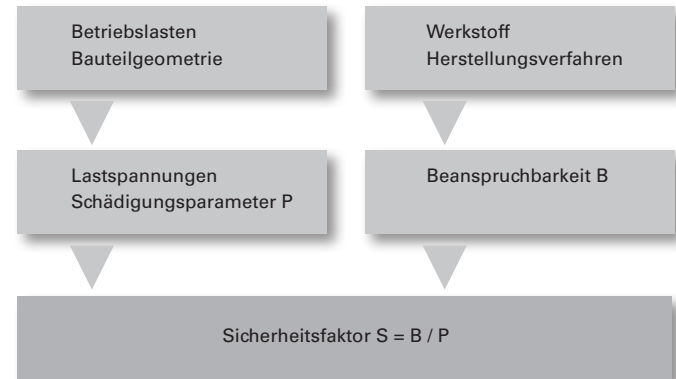 Betriebslasten
Bauteilgeometrie
Werkstoff
Herstellungsverfahren
Lastspannungen
Schädigungsparameter P
Beanspruchbarkeit B
Sicherheitsfaktor S = B / P